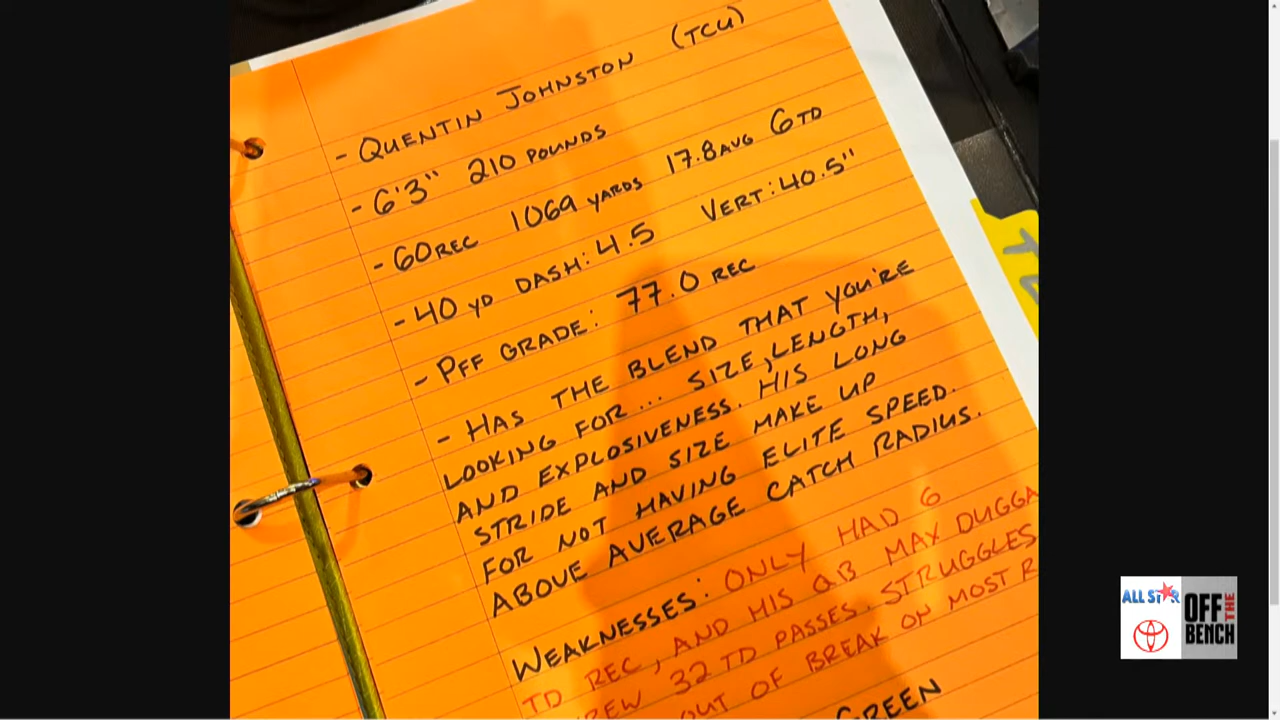 - QUENTIN JOHNSTON (TCU)
- 6'3" 210 POUNDS
- 60 REC 1069 YARDS 17.8 AVG 6 TD
- 40 YD DASH: 4.5 VERT: 40.5"
- PFF GRADE: 77.0 REC
- HAS THE BLEND THAT YOU'RE
LOOKING FOR... SIZE, LENGTH,
AND EXPLOSIVENESS. HIS LONG
STRIDE AND SIZE MAKE UP
FOR NOT HAVING ELITE SPEED.
ABOVE AVERAGE CATCH RADIUS.
WEAKNESSES: ONLY HAD 6
TD REC, AND HIS QB MAX DUGGA
REW 32 TD PASSES. STRUGGLES
OUT OF BREAK ON MOST R
GREEN
ALL STAR
OFF THE BENCH